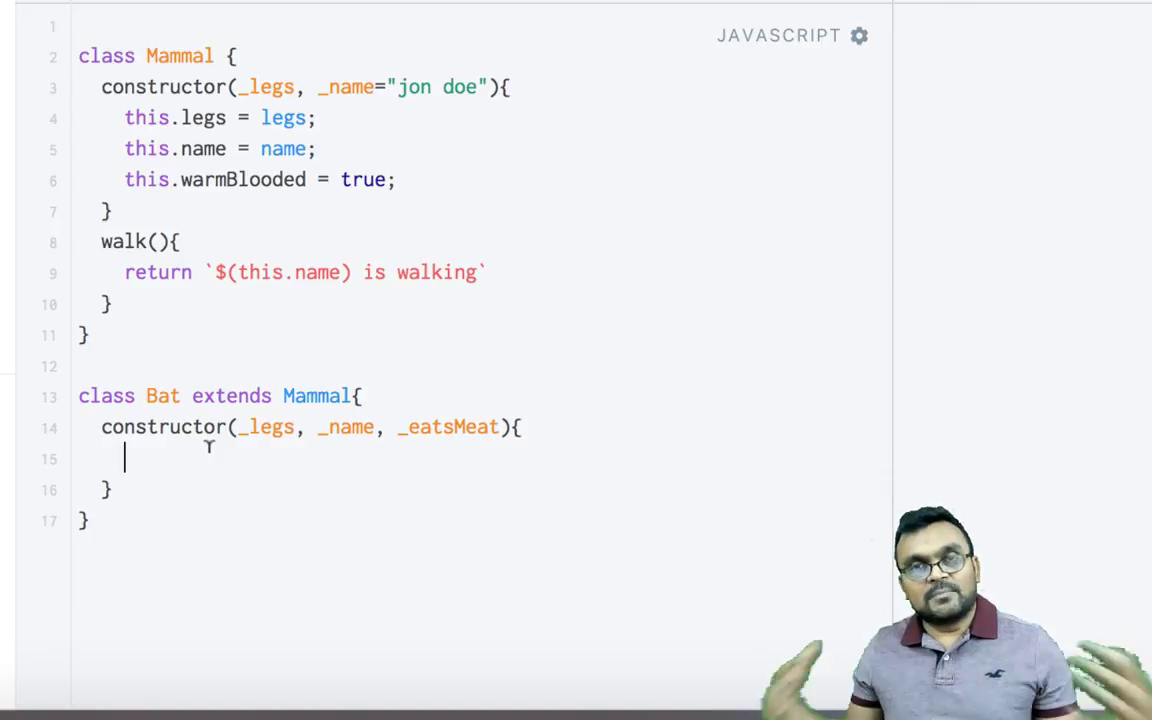 JAVASCRIPT
1
2 class Mammal {
3 constructor(_legs, _name="jon doe"){
4 this.legs = legs;
5 this.name = name;
6 this.warmBlooded = true;
7 }
8 walk(){
9 return `$(this.name) is walking`
10 }
11 }
12
13 class Bat extends Mammal{
14 constructor(_legs, _name, _eatsMeat){
15
16 }
17 }